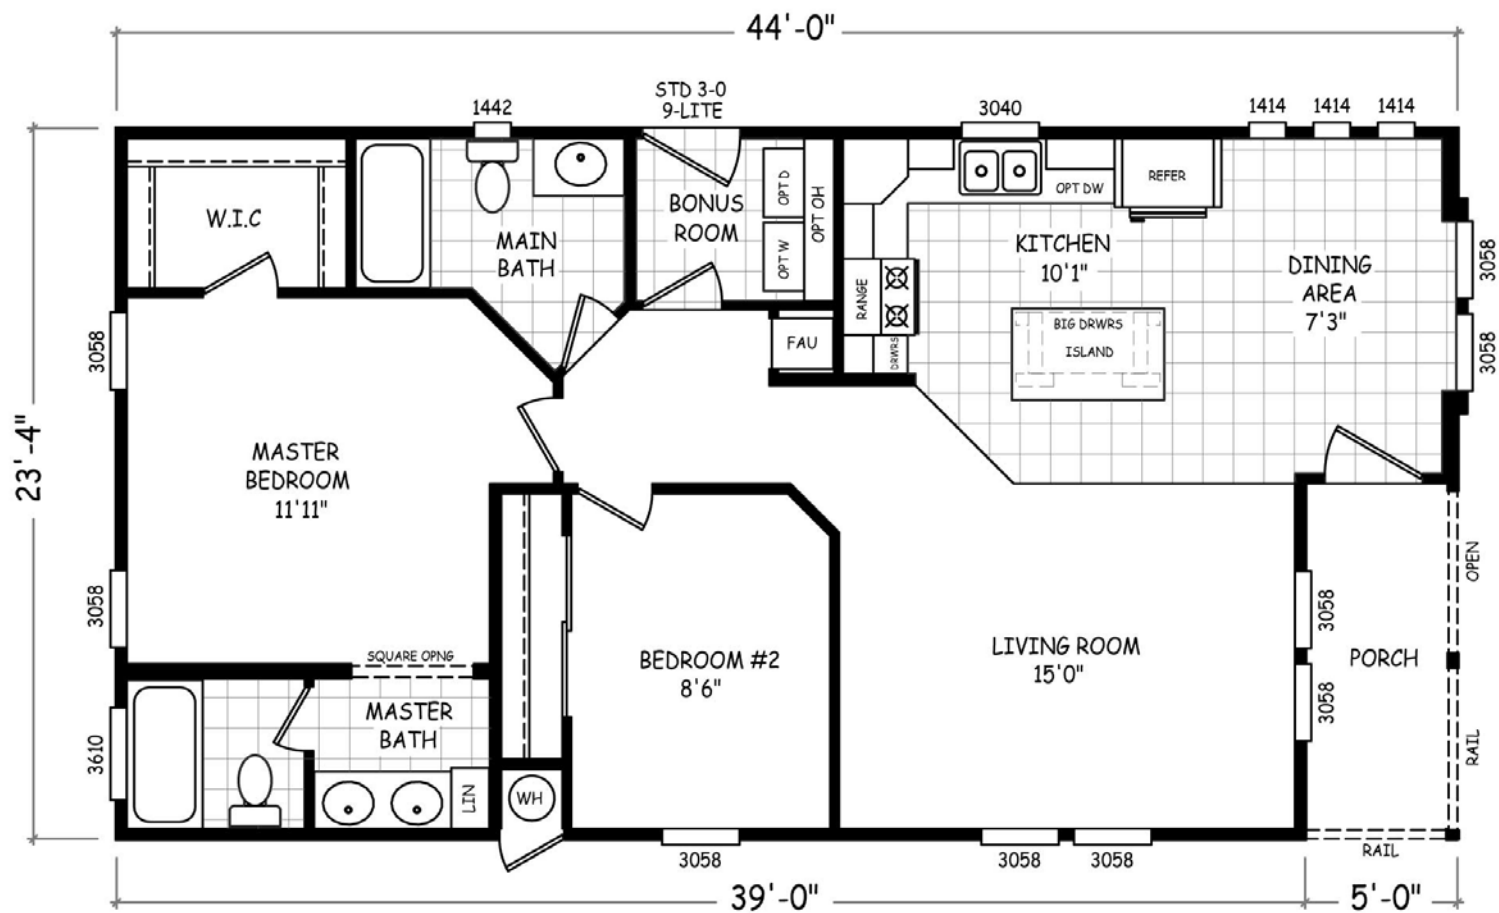 44'-0"
STD 3-0
9-LITE
1442
3040
1414
1414
1414
W.I.C
MAIN
BATH
BONUS
ROOM
OPT D
OPT W
OPT OH
OPT DW
REFER
KITCHEN
10'1"
RANGE
DRWRS
BIG DRWRS
ISLAND
DINING
AREA
7'3"
3058
3058
3058
FAU
23'-4"
MASTER
BEDROOM
11'11"
3058
OPEN
3058
3058
SQUARE OPNG
BEDROOM #2
8'6"
LIVING ROOM
15'0"
PORCH
RAIL
MASTER
BATH
3610
LIN
WH
3058
3058
3058
RAIL
39'-0"
5'-0"